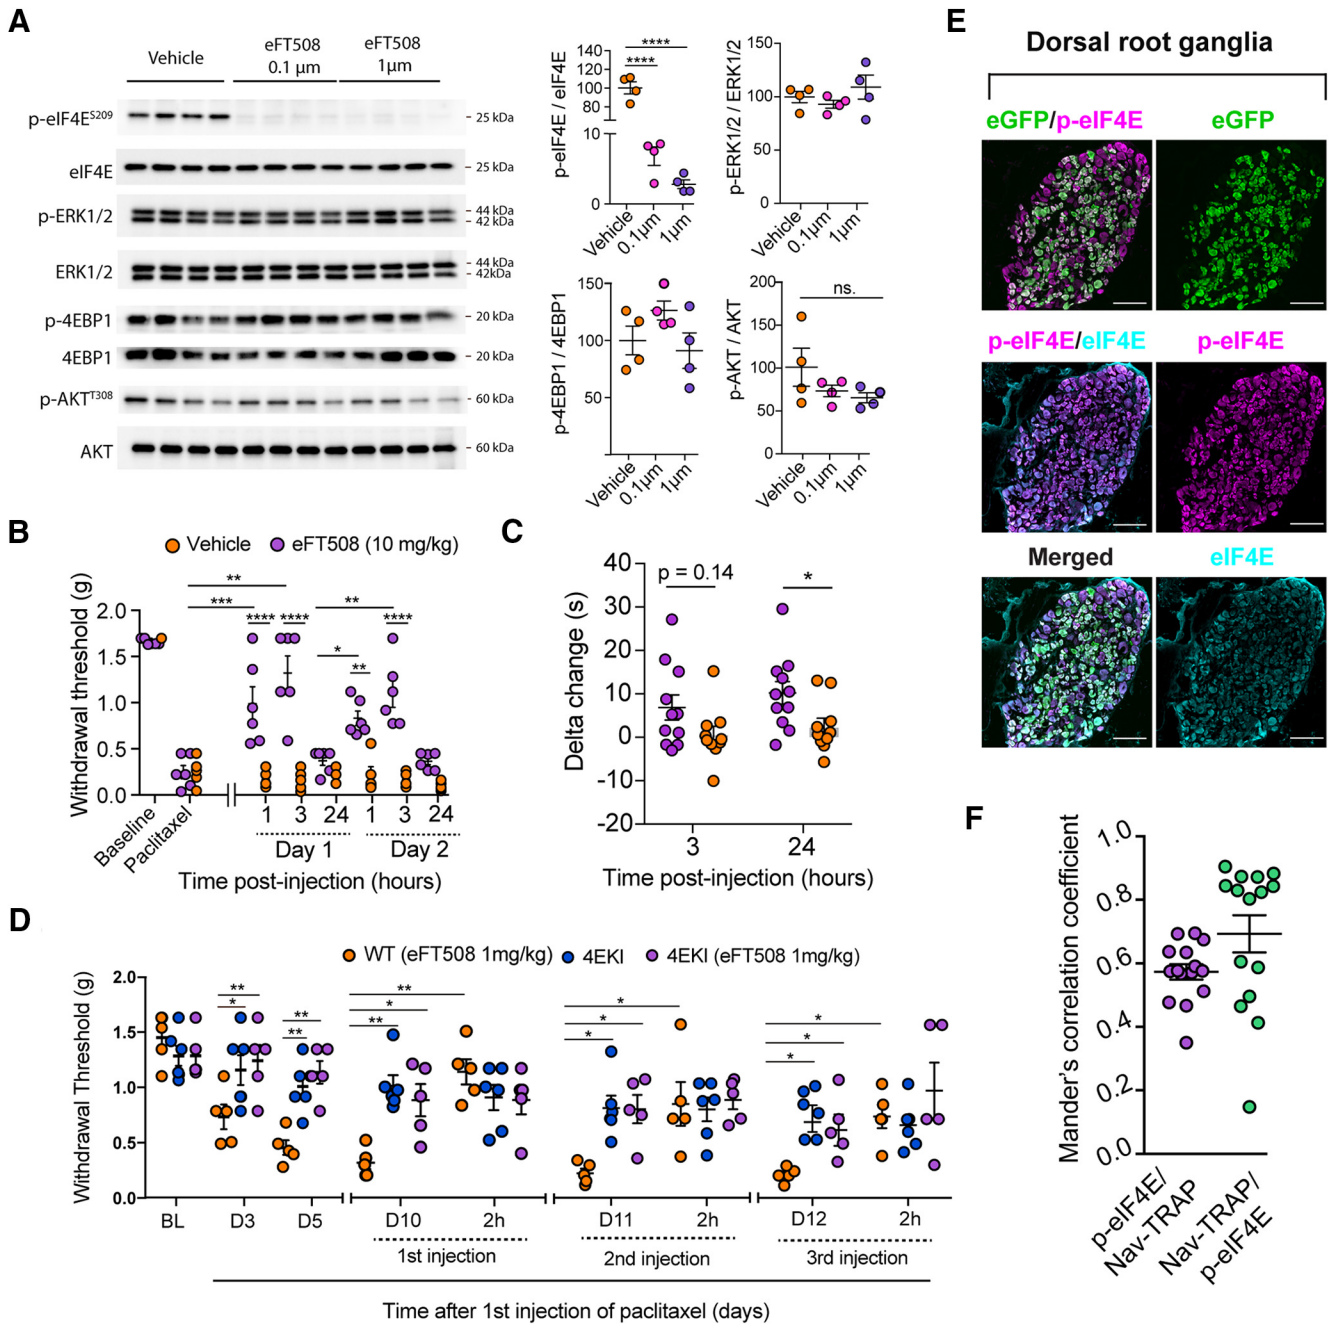 A
Vehicle
eFT508
0.1 µm
eFT508
1µm
p-eIF4ES209
25 kDa
eIF4E
25 kDa
p-ERK1/2
44 kDa
42 kDa
ERK1/2
44 kDa
42kDa
p-4EBP1
20 kDa
4EBP1
20 kDa
p-AKTT308
60 kDa
AKT
60 kDa
p-eIF4E / eIF4E
140
120
100
80
10
0
****
****
Vehicle
0.1µm
1µm
p-ERK1/2 / ERK1/2
150
100
50
0
Vehicle
0.1µm
1µm
p-4EBP1 / 4EBP1
150
100
50
Vehicle
0.1µm
1µm
p-AKT / AKT
200
150
100
50
0
ns.
Vehicle
0.1µm
1µm
B
Vehicle
eFT508 (10 mg/kg)
Withdrawal threshold (g)
2.0
1.5
1.0
0.5
0.0
**
***
****
****
**
*
**
****
Baseline
Paclitaxel
1
3
24
1
3
24
Day 1
Day 2
Time post-injection (hours)
C
Delta change (s)
40
30
20
10
0
-10
-20
p = 0.14
*
3
24
Time post-injection (hours)
D
WT (eFT508 1mg/kg)
4EKI
4EKI (eFT508 1mg/kg)
Withdrawal Threshold (g)
2.0
1.5
1.0
0.5
0.0
**
*
**
**
**
*
**
*
*
*
*
*
*
BL
D3
D5
D10
2h
D11
2h
D12
2h
1st injection
2nd injection
3rd injection
Time after 1st injection of paclitaxel (days)
E
Dorsal root ganglia
eGFP/p-eIF4E
eGFP
p-eIF4E/eIF4E
p-eIF4E
Merged
eIF4E
F
Mander's correlation coefficient
1.0
0.8
0.6
0.4
0.2
0.0
p-eIF4E/
Nav-TRAP
Nav-TRAP/
p-eIF4E